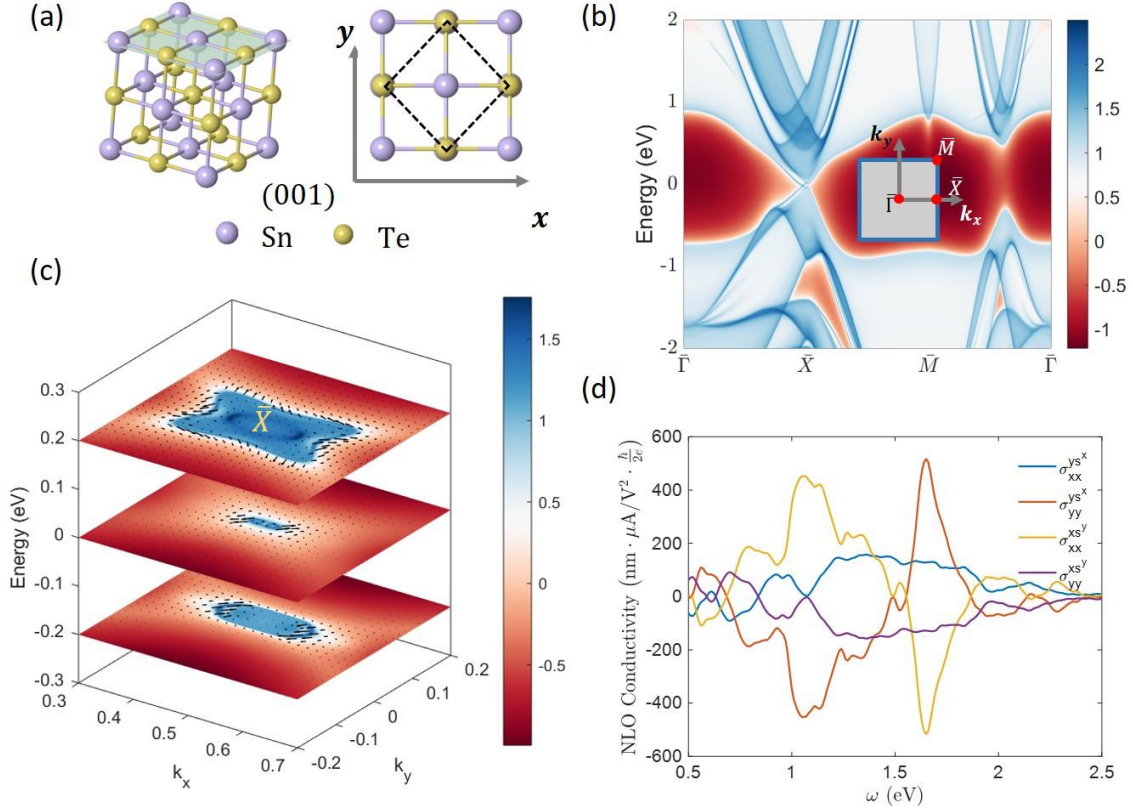 (a)
y
x
(001)
Sn
Te
(b)
Energy (eV)
2
1
0
-1
-2
Γ̄
X̄
M̄
Γ̄
k_y
M̄
Γ̄
X̄
k_x
2
1.5
1
0.5
0
-0.5
-1
(c)
Energy (eV)
0.3
0.2
0.1
0
-0.1
-0.2
-0.3
X̄
0.3
0.4
0.5
0.6
0.7
k_x
-0.2
-0.1
0
0.1
0.2
k_y
1.5
1
0.5
0
-0.5
(d)
NLO Conductivity (nm · μA/V² · ℏ/2e)
600
400
200
0
-200
-400
-600
0.5 1 1.5 2 2.5
ω (eV)
σ_xx^{ys^x}
σ_yy^{ys^x}
σ_xx^{xs^y}
σ_yy^{xs^y}